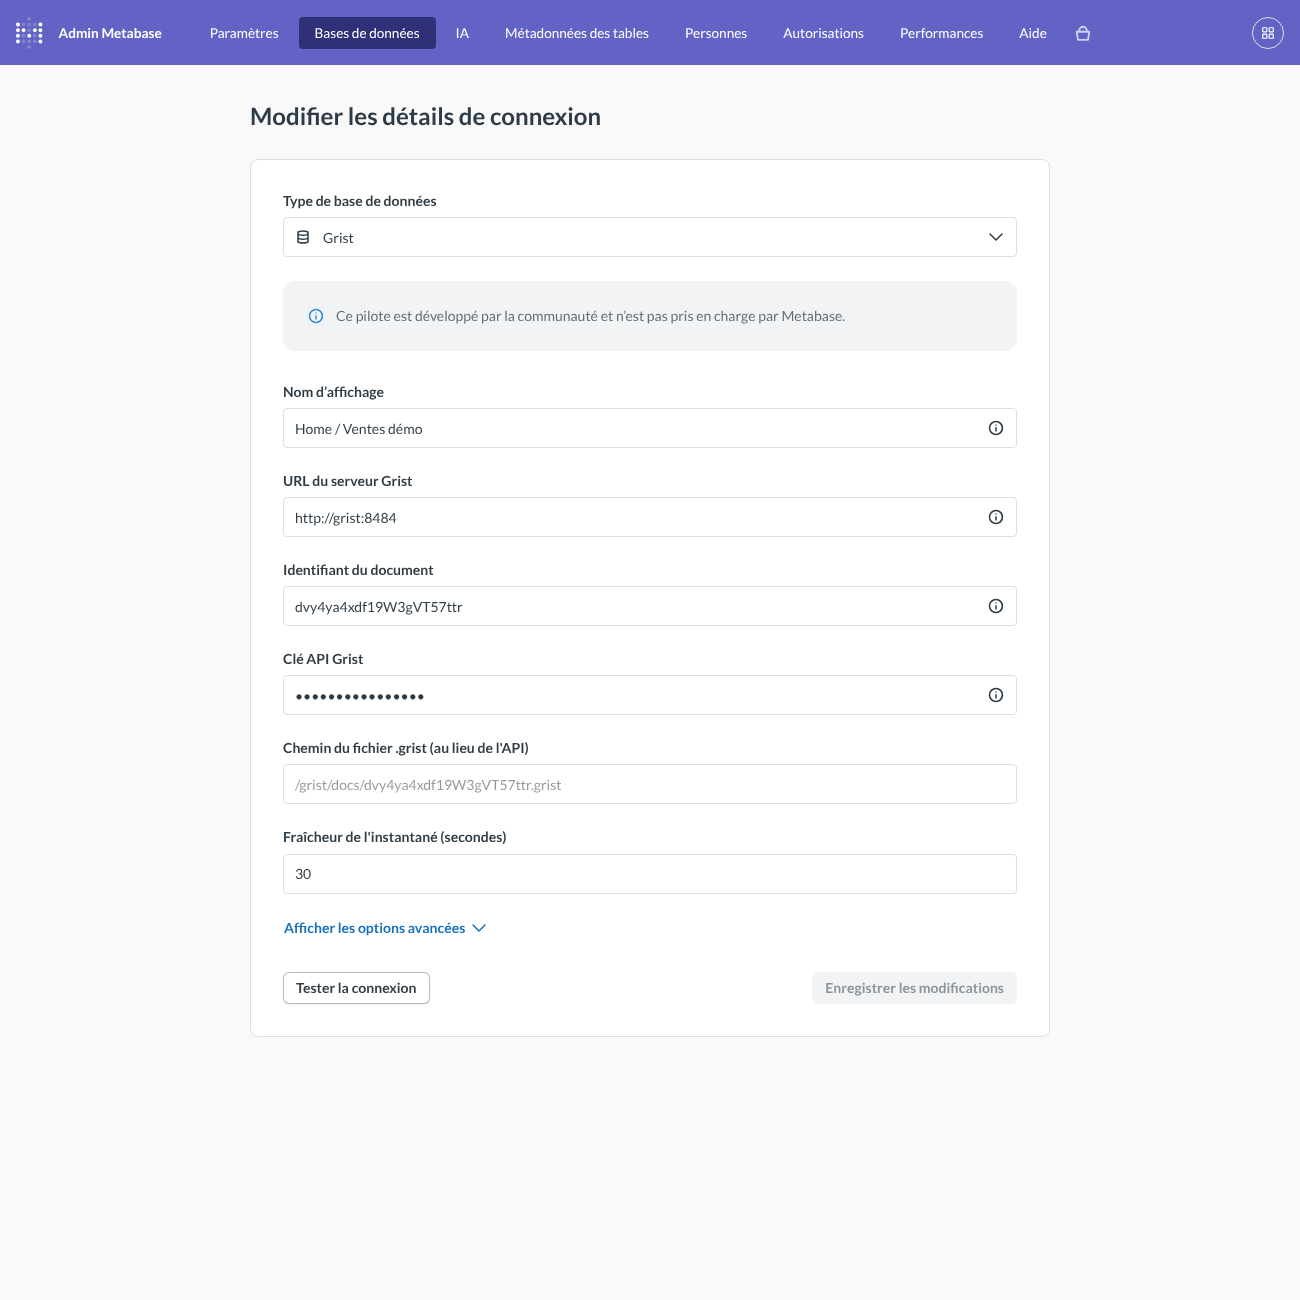 Admin Metabase
Paramètres
Bases de données
IA
Métadonnées des tables
Personnes
Autorisations
Performances
Aide
Modifier les détails de connexion
Type de base de données
Grist
Ce pilote est développé par la communauté et n’est pas pris en charge par Metabase.
Nom d’affichage
Home / Ventes démo
URL du serveur Grist
http://grist:8484
Identifiant du document
dvy4ya4xdf19W3gVT57ttr
Clé API Grist
••••••••••••••••
Chemin du fichier .grist (au lieu de l'API)
/grist/docs/dvy4ya4xdf19W3gVT57ttr.grist
Fraîcheur de l'instantané (secondes)
30
Afficher les options avancées
Tester la connexion
Enregistrer les modifications